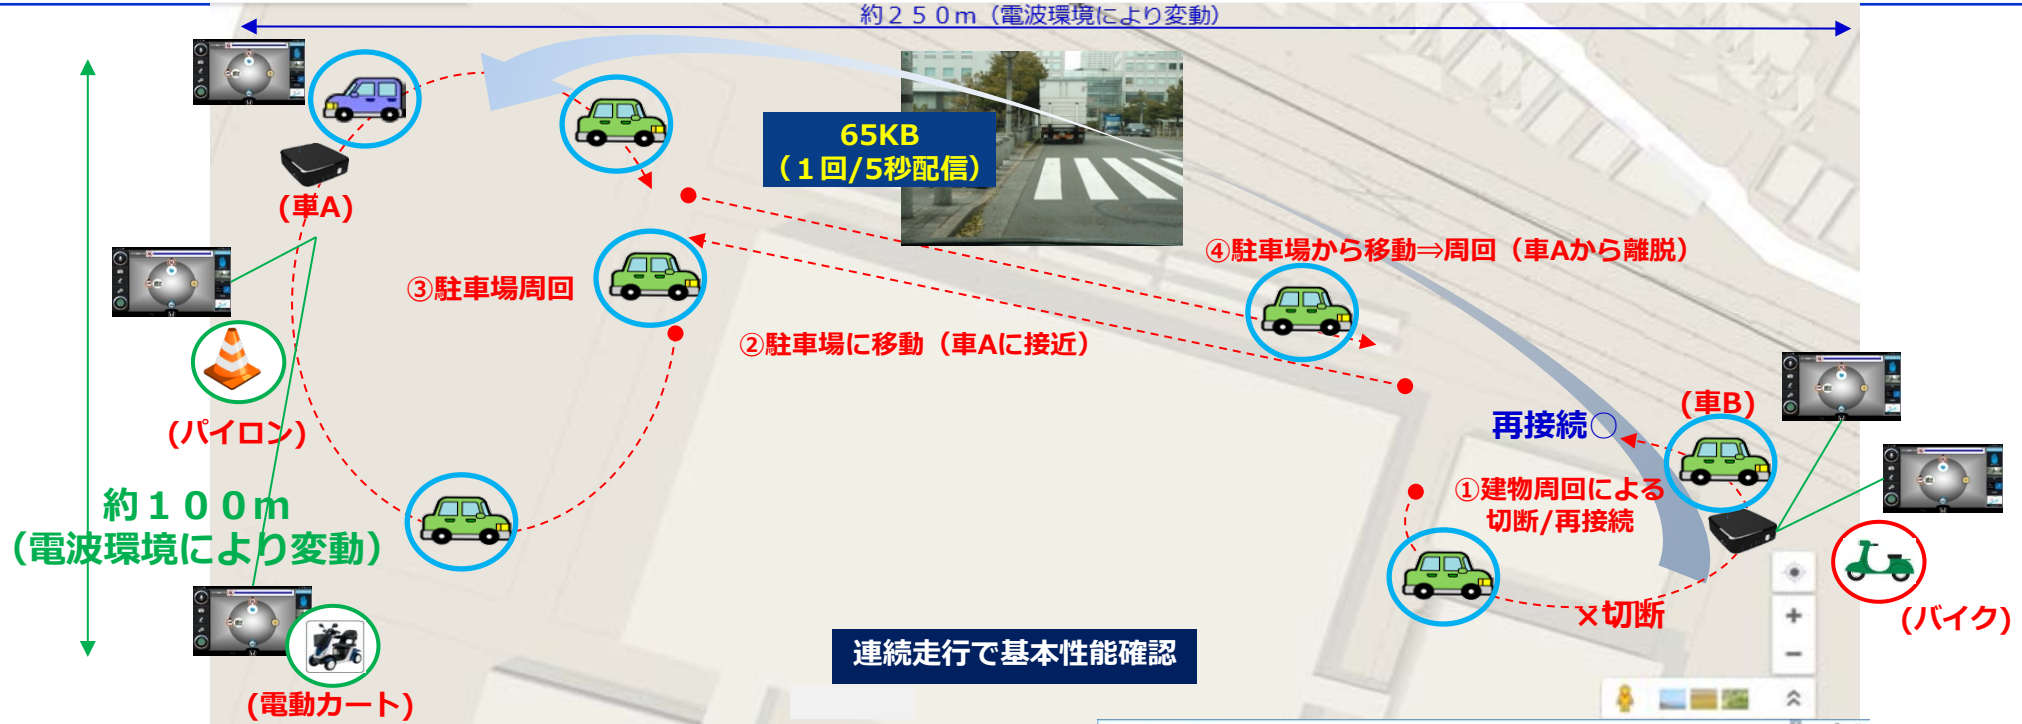 約２５０ｍ（電波環境により変動）
65KB
（１回/5秒配信）
(車A)
④駐車場から移動⇒周回（車Aから離脱）
③駐車場周回
②駐車場に移動（車Aに接近）
(車B)
再接続○
(パイロン)
①建物周回による
切断/再接続
約１００ｍ
（電波環境により変動）
×切断
(バイク)
連続走行で基本性能確認
(電動カート)